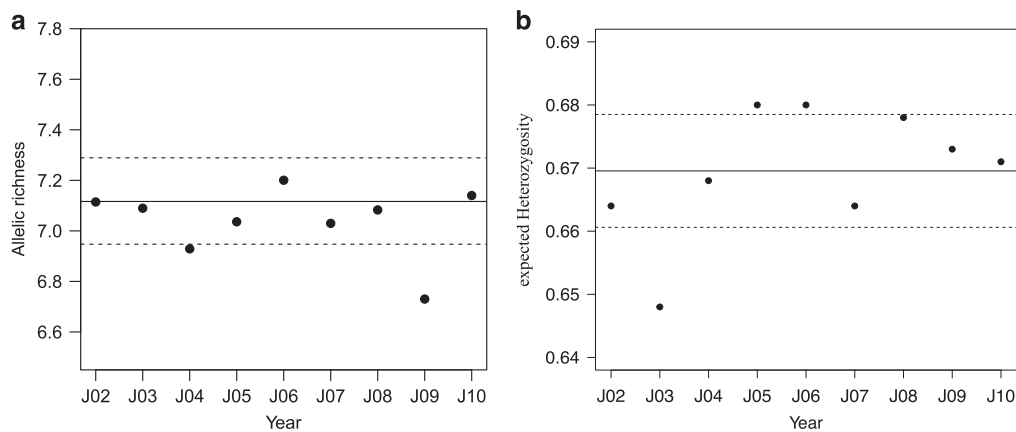 a
7.8
7.6
7.4
7.2
7.0
6.8
6.6
Allelic richness
J02 J03 J04 J05 J06 J07 J08 J09 J10
Year
b
0.69
0.68
0.67
0.66
0.65
0.64
expected Heterozygosity
J02 J03 J04 J05 J06 J07 J08 J09 J10
Year